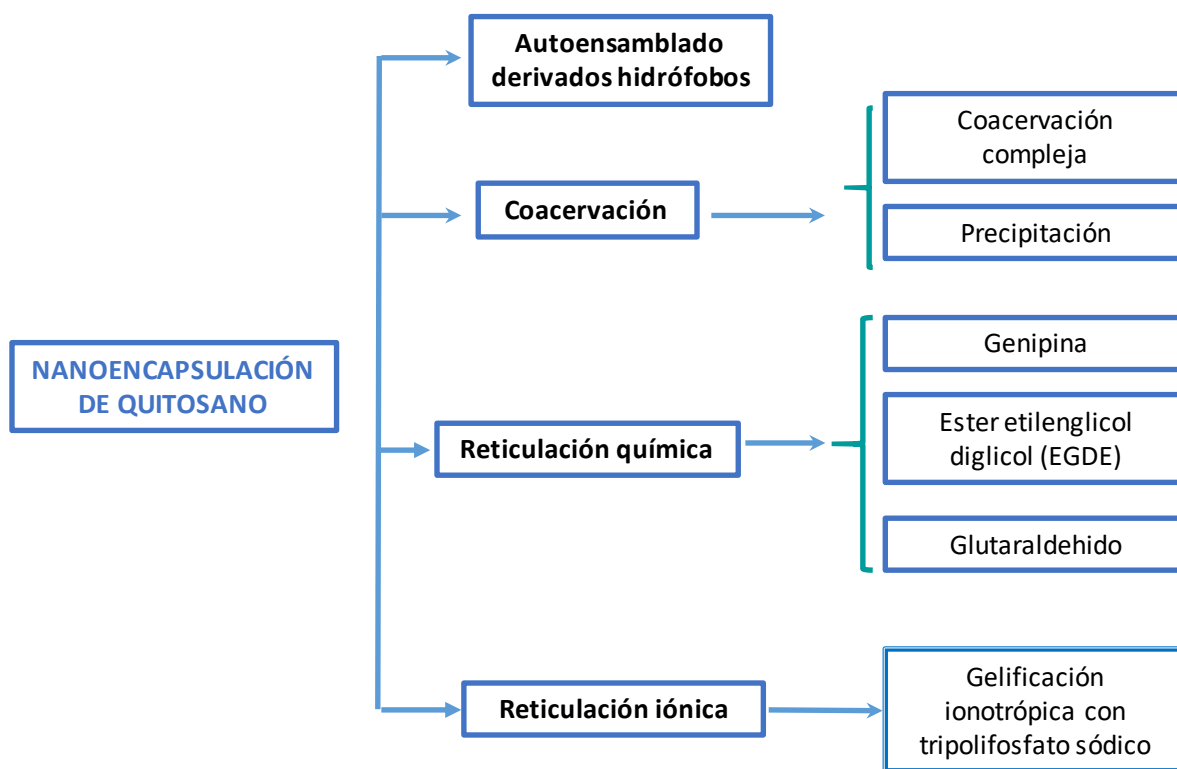 Autoensamblado
derivados hidrófobos
Coacervación
compleja
Coacervación
Precipitación
NANOENCAPSULACIÓN
DE QUITOSANO
Genipina
Reticulación química
Ester etilenglicol
diglicol (EGDE)
Glutaraldehido
Reticulación iónica
Gelificación
ionotrópica con
tripolifosfato sódico